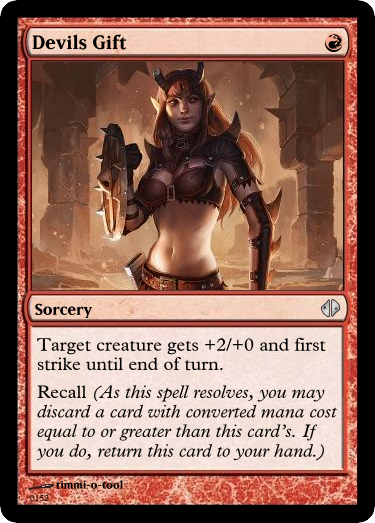 Devils Gift
Sorcery
Target creature gets +2/+0 and first
strike until end of turn.
Recall (As this spell resolves, you may
discard a card with converted mana cost
equal to or greater than this card's. If
you do, return this card to your hand.)
timmi-o-tool
0152